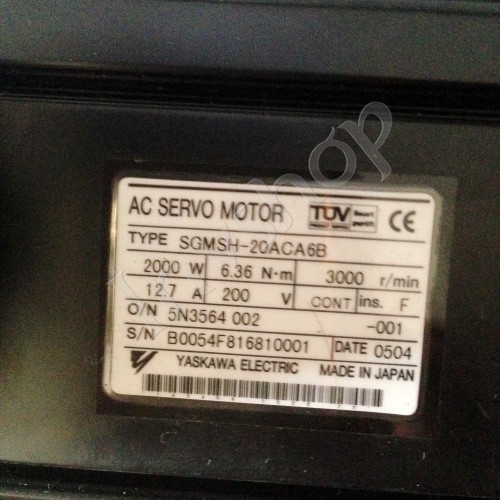 AC SERVO MOTOR TÜV CE
TYPE SGMSH-20ACA6B
2000 W 6.36 N·m 3000 r/min
12.7 A 200 V CONT ins. F
O/N 5N3564 002 -001
S/N B0054F816810001 DATE 0504
YASKAWA ELECTRIC MADE IN JAPAN